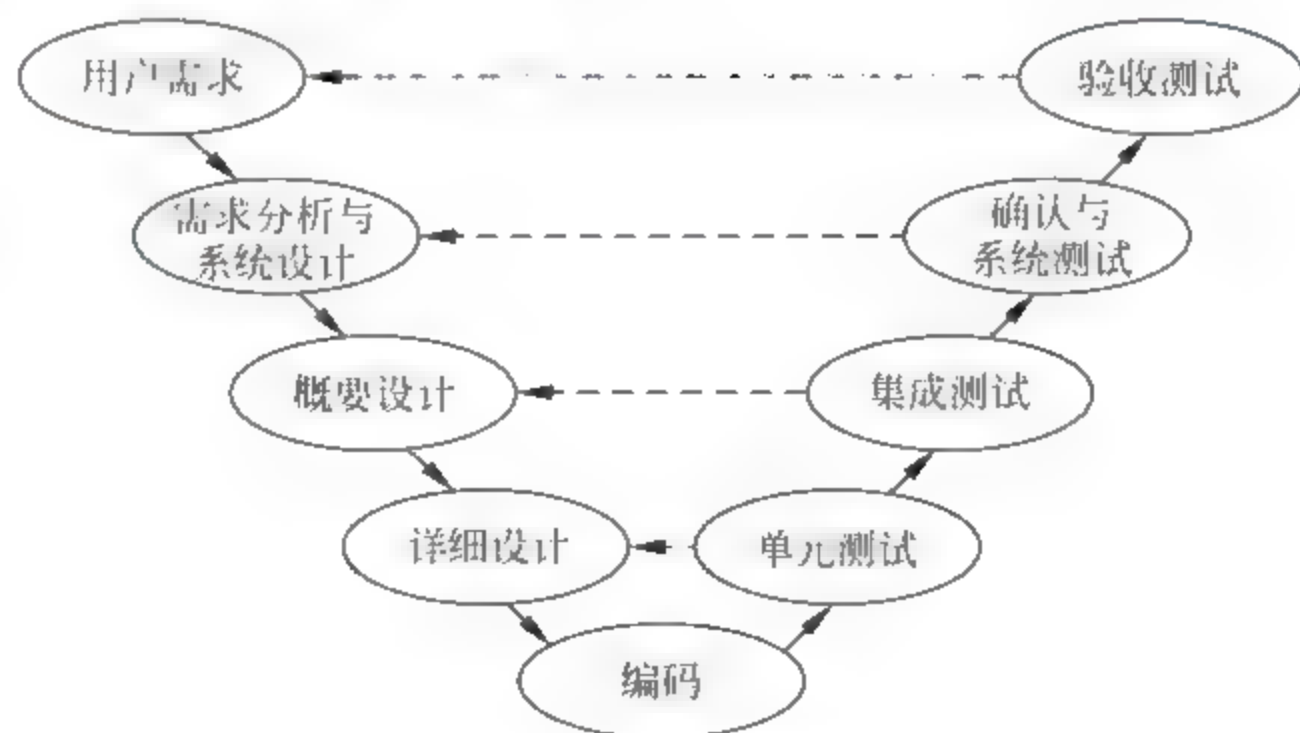 用户需求
验收测试
需求分析与
系统设计
确认与
系统测试
概要设计
集成测试
详细设计
单元测试
编码